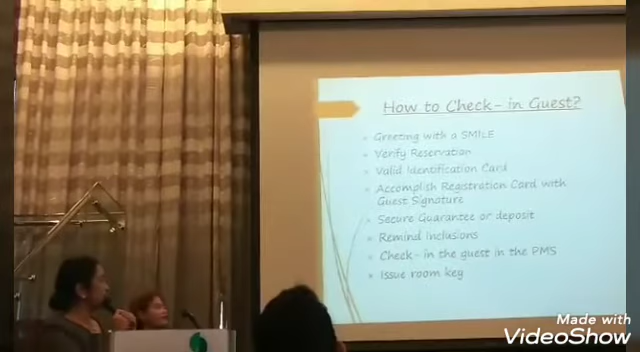 How to Check-in Guest?
Greeting with a SMILE
Verify Reservation
Valid Identification Card
Accomplish Registration Card with
Guest Signature
Secure Guarantee or deposit
Remind Inclusions
Check-in the guest in the PMS
Issue room key
Made with
VideoShow